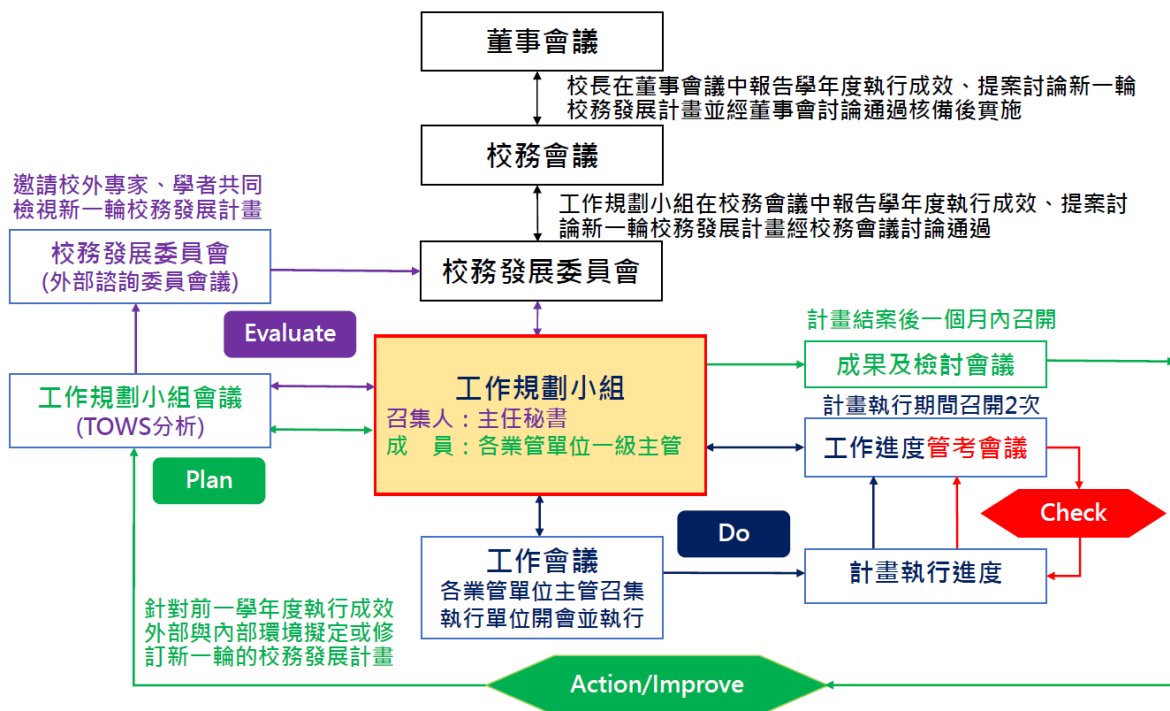 董事會議
校長在董事會議中報告學年度執行成效、提案討論新一輪
校務發展計畫並經董事會討論通過核備後實施
校務會議
工作規劃小組在校務會議中報告學年度執行成效、提案討
論新一輪校務發展計畫經校務會議討論通過
邀請校外專家、學者共同
檢視新一輪校務發展計畫
校務發展委員會
(外部諮詢委員會議)
校務發展委員會
Evaluate
計畫結案後一個月內召開
成果及檢討會議
工作規劃小組會議
(TOWS分析)
工作規劃小組
召集人：主任秘書
成　員：各業管單位一級主管
計畫執行期間召開2次
工作進度管考會議
Plan
Check
Do
工作會議
各業管單位主管召集
執行單位開會並執行
計畫執行進度
針對前一學年度執行成效
外部與內部環境擬定或修
訂新一輪的校務發展計畫
Action/Improve